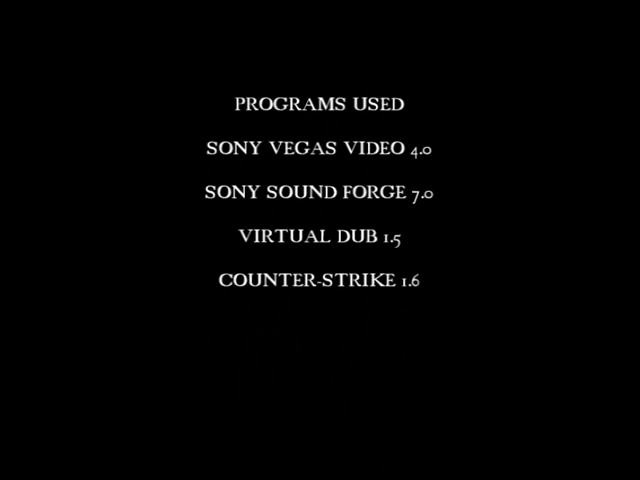 PROGRAMS USED
SONY VEGAS VIDEO 4.0
SONY SOUND FORGE 7.0
VIRTUAL DUB 1.5
COUNTER-STRIKE 1.6